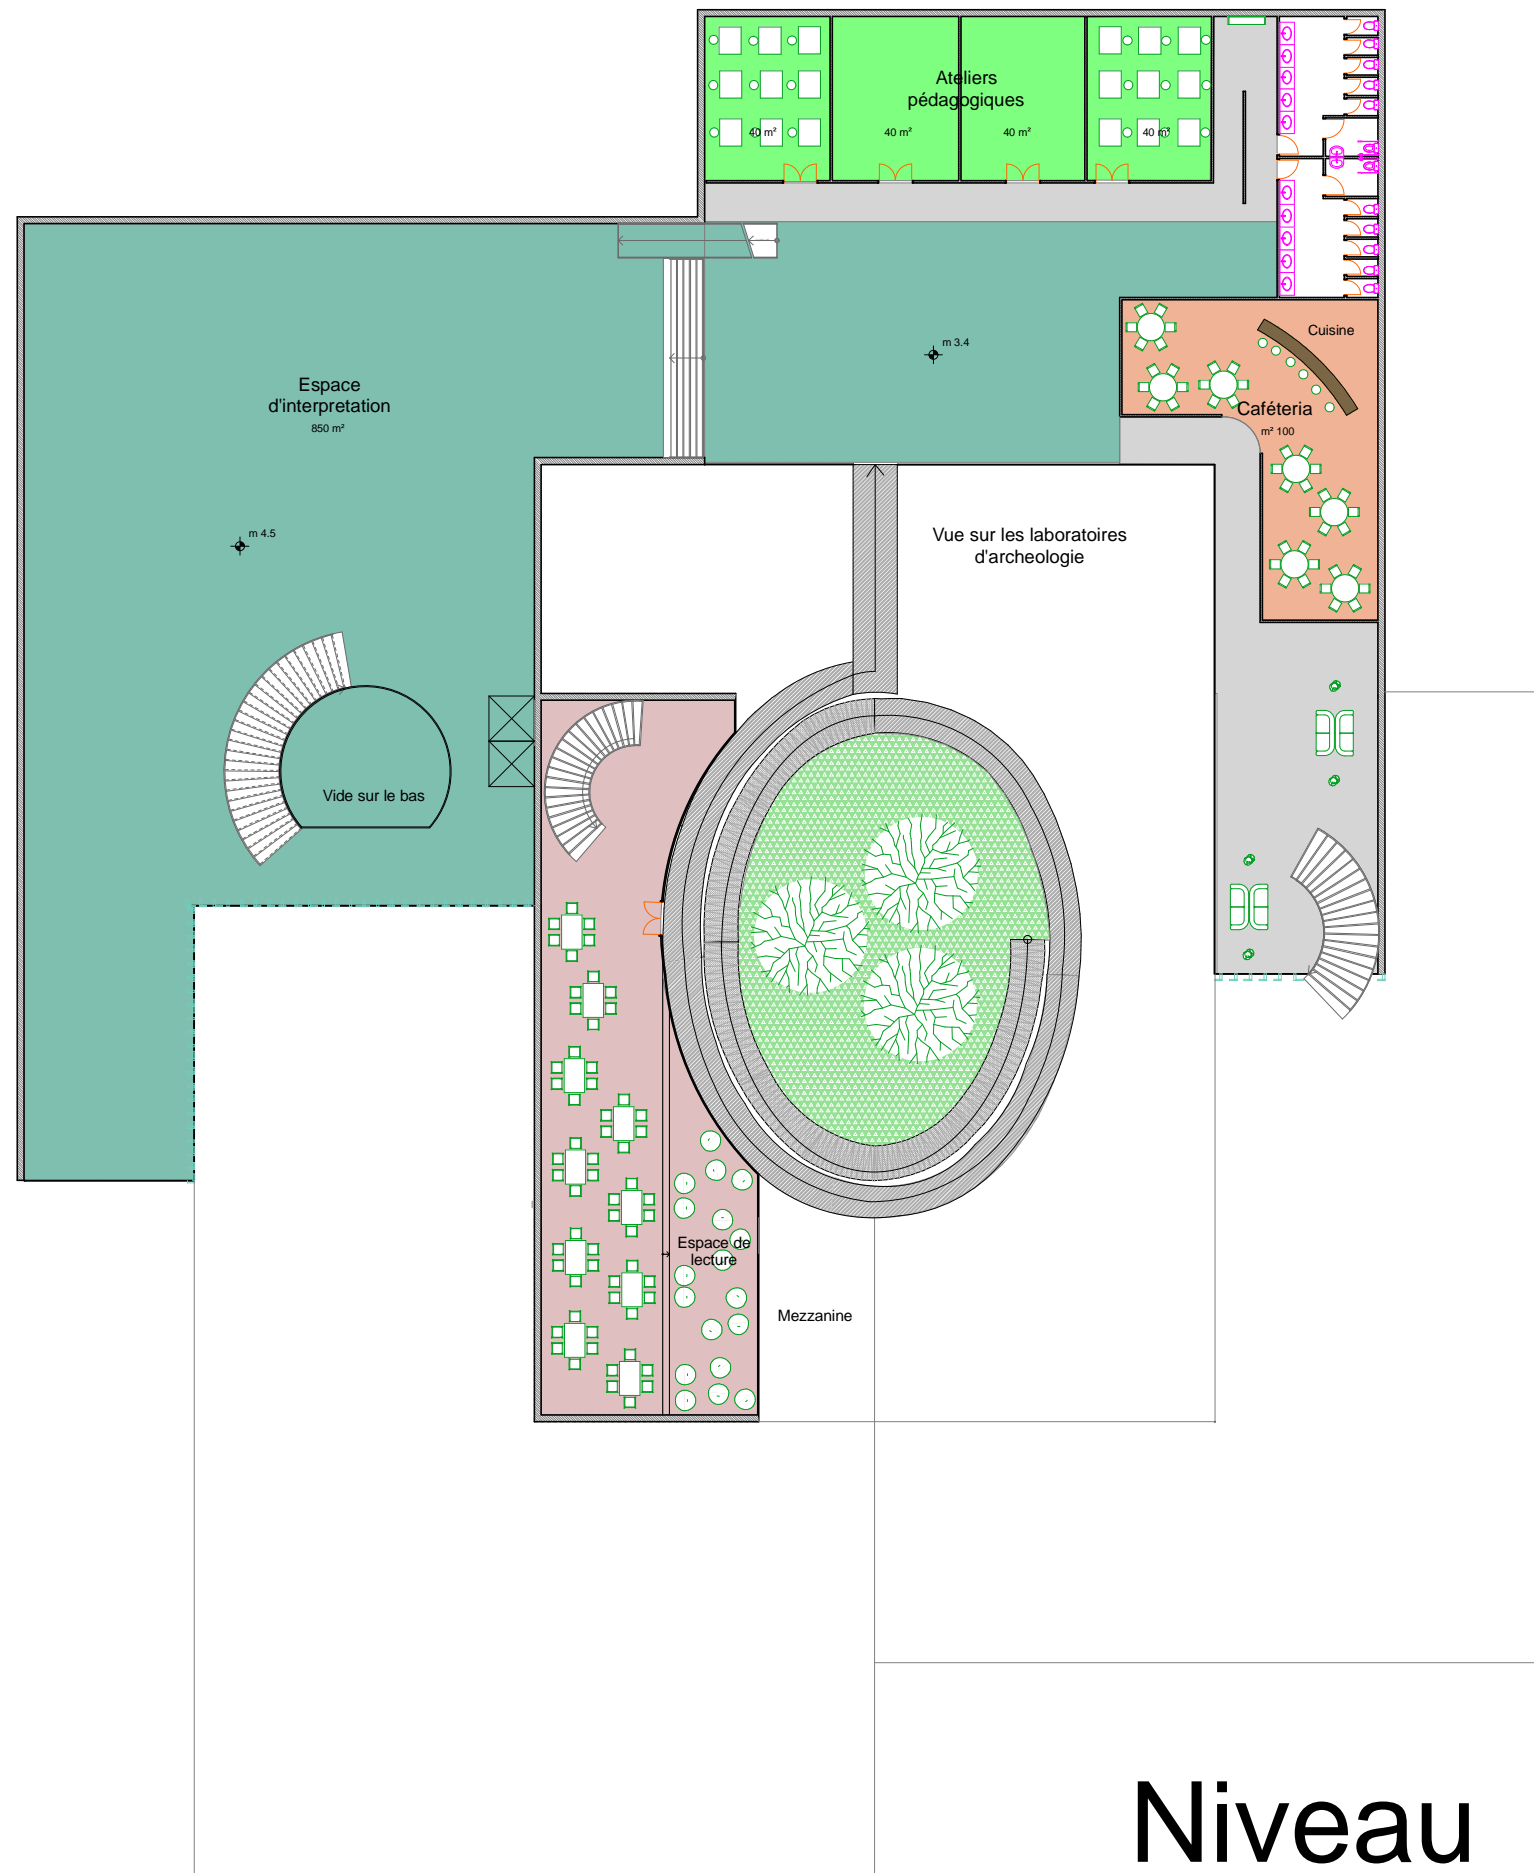 Ateliers
pédagogiques
40 m²
40 m²
40 m²
40 m²
Cuisine
m 3.4
Espace
d'interpretation
850 m²
Caféteria
m² 100
m 4.5
Vue sur les laboratoires
d'archeologie
Vide sur le bas
Espace de
lecture
Mezzanine
Niveau